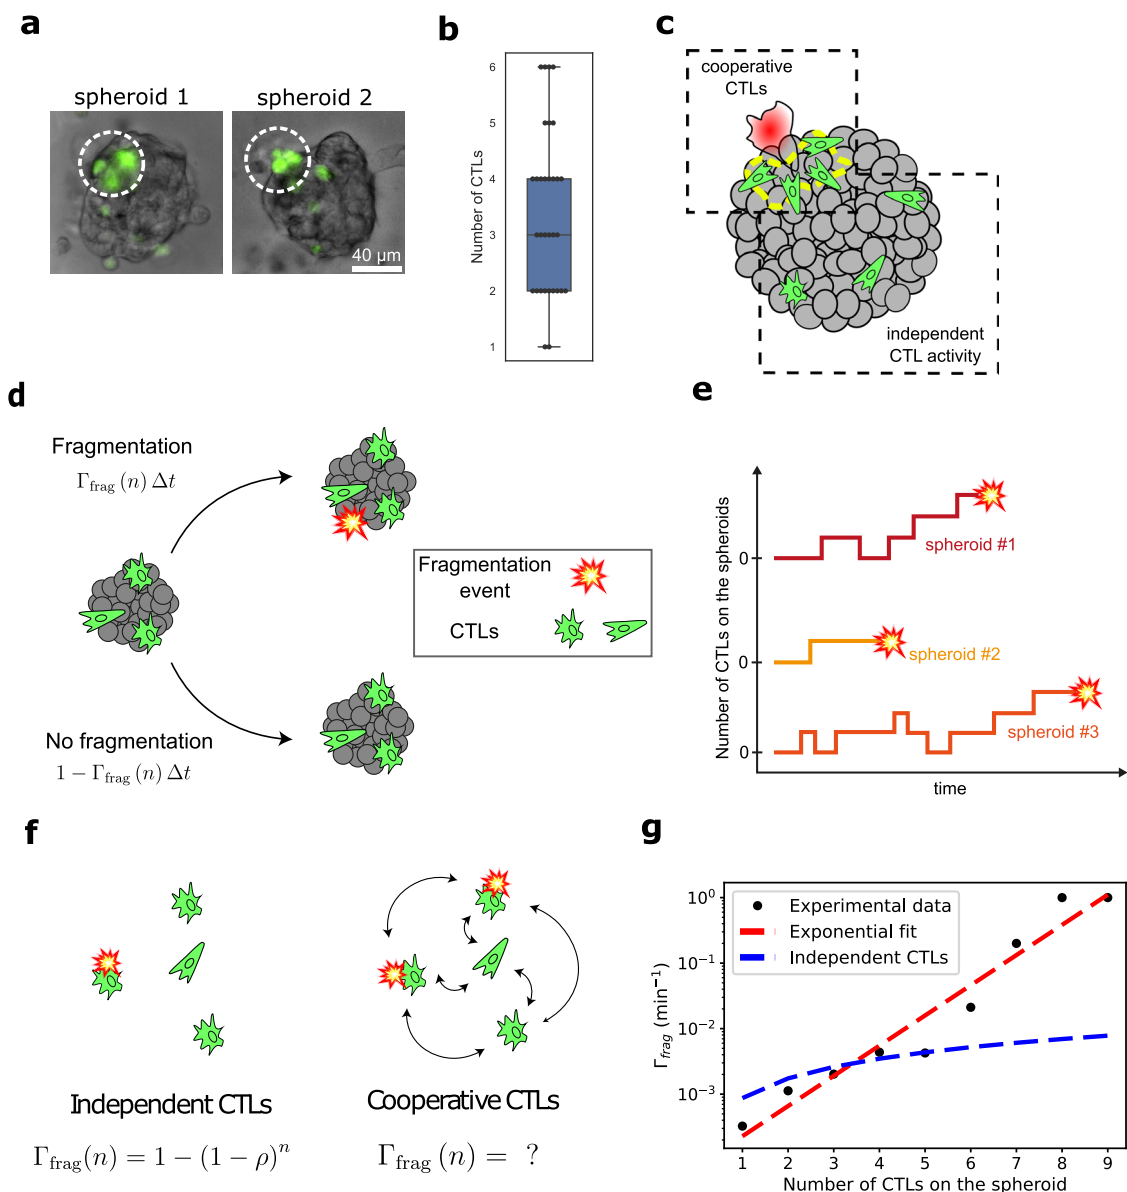 a
spheroid 1
spheroid 2
40 µm
b
Number of CTLs
6
5
4
3
2
1
c
cooperative
CTLs
independent
CTL activity
d
Fragmentation
Γfrag (n) Δt
No fragmentation
1 − Γfrag (n) Δt
Fragmentation
event
CTLs
e
Number of CTLs on the spheroids
0
spheroid #1
0
spheroid #2
0
spheroid #3
time
f
Independent CTLs
Γfrag(n) = 1 − (1 − ρ)ⁿ
Cooperative CTLs
Γfrag (n) = ?
g
Experimental data
Exponential fit
Independent CTLs
Γfrag (min⁻¹)
10⁰
10⁻¹
10⁻²
10⁻³
1 2 3 4 5 6 7 8 9
Number of CTLs on the spheroid